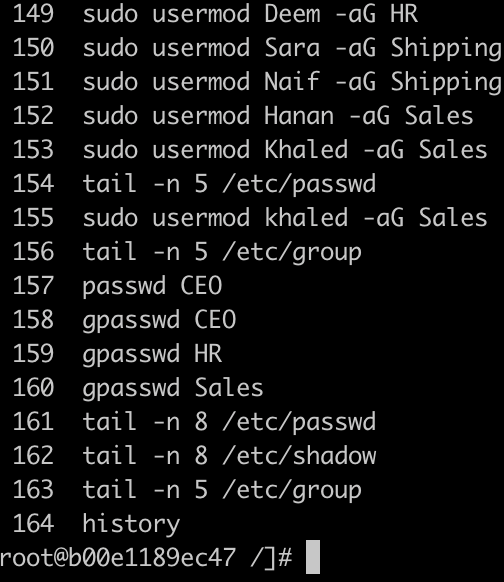 149 sudo usermod Deem -aG HR
150 sudo usermod Sara -aG Shipping
151 sudo usermod Naif -aG Shipping
152 sudo usermod Hanan -aG Sales
153 sudo usermod Khaled -aG Sales
154 tail -n 5 /etc/passwd
155 sudo usermod khaled -aG Sales
156 tail -n 5 /etc/group
157 passwd CEO
158 gpasswd CEO
159 gpasswd HR
160 gpasswd Sales
161 tail -n 8 /etc/passwd
162 tail -n 8 /etc/shadow
163 tail -n 5 /etc/group
164 history
root@b00e1189ec47 /]#